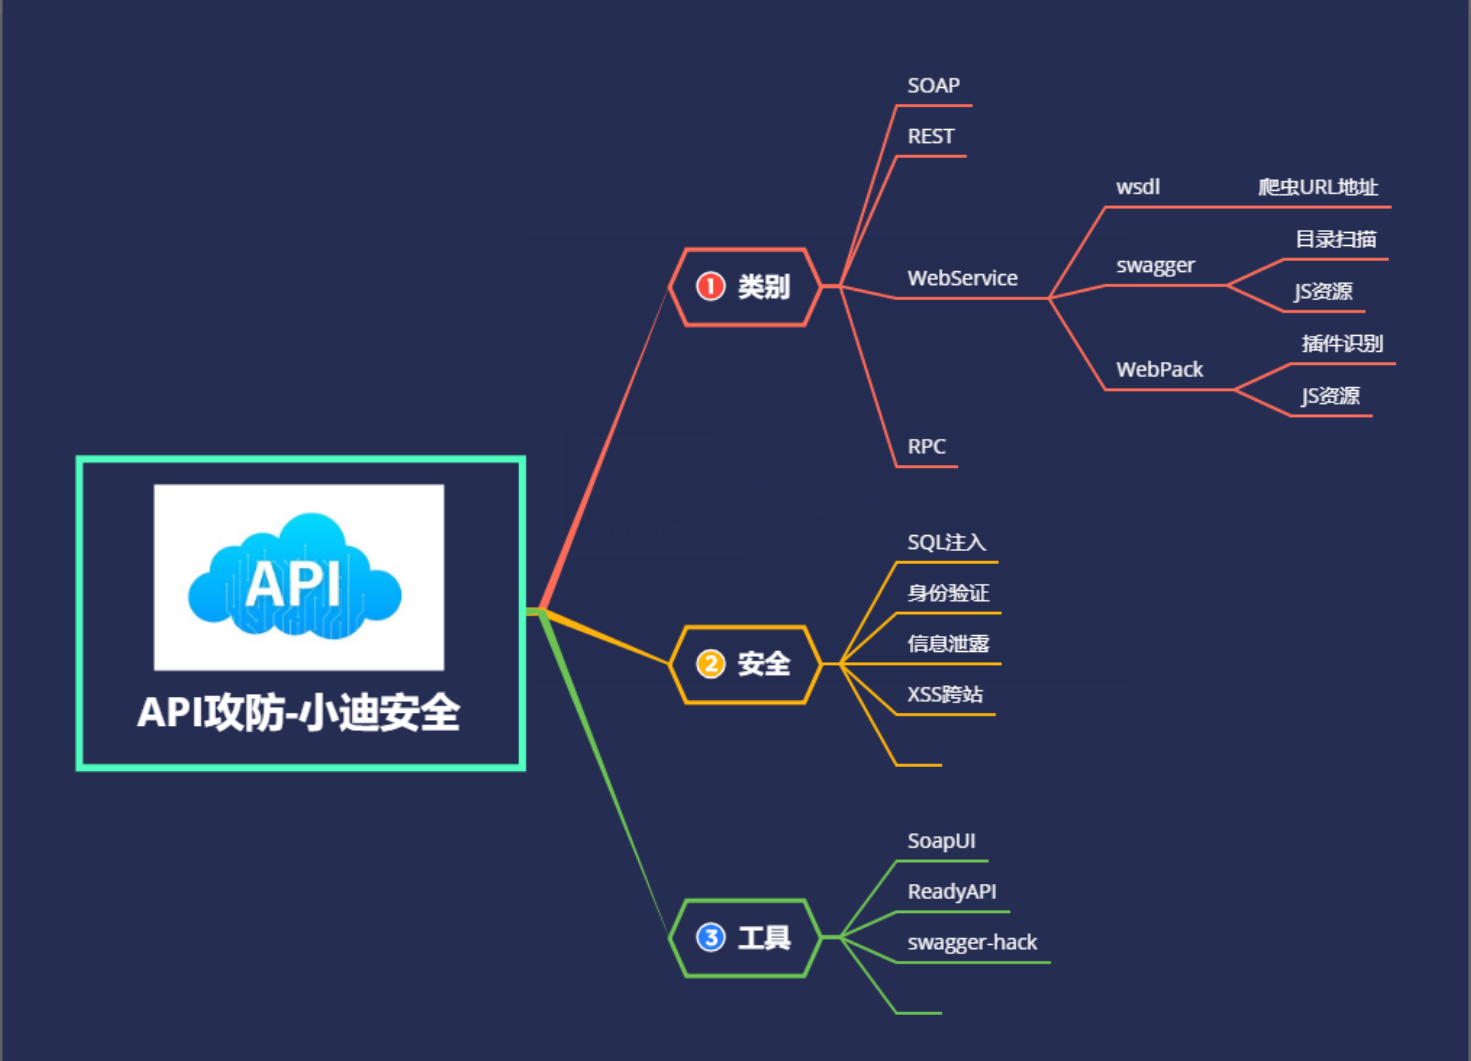 API
API攻防-小迪安全
1 类别
SOAP
REST
WebService
wsdl
爬虫URL地址
swagger
目录扫描
JS资源
WebPack
插件识别
JS资源
RPC
2 安全
SQL注入
身份验证
信息泄露
XSS跨站
3 工具
SoapUI
ReadyAPI
swagger-hack